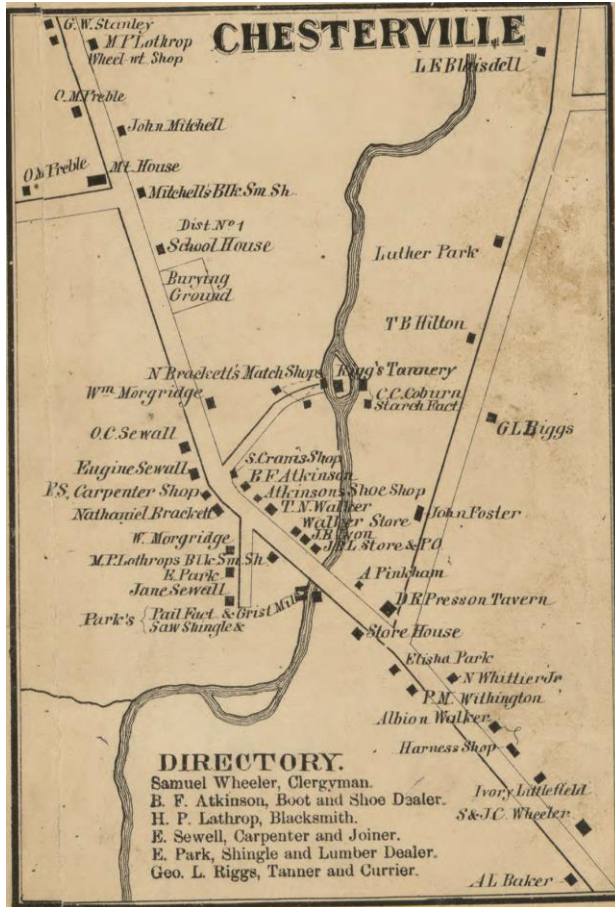 CHESTERVILLE
G.W. Stanley
M P Lothrop
Wheel wt Shop
L F Blaisdell
O M Preble
John Mitchell
O M Preble
Mt. House
Mitchell's Blk Sm Sh
Dist No 1
School House
Burying
Ground
Luther Park
T B Hilton
N Brackett's Match Shop
King's Tannery
Wm Morgridge
C.C. Coburn
Starch Fact
O.C. Sewall
G L Riggs
S. Cram's Shop
Eugine Sewall
B. F Atkinson
E S. Carpenter Shop
Atkinsons Shoe Shop
Nathaniel Brackett
T. N. Walker
John Foster
Walker Store
W. Morgridge
J.B Lyon
J B L Store & P O
M.P. Lothrops Blk Sm Sh
E. Park
A Pinkham
Jane Sewall
D R Presson Tavern
Park's { Pail Fact & Grist Mill
Saw Shingle &
Store House
Elisha Park
N Whittier Jr
P. M. Withington
Albion Walker
Harness Shop
Ivory Littlefield
S & J.C. Wheeler
A L Baker
DIRECTORY.
Samuel Wheeler, Clergyman.
B. F. Atkinson, Boot and Shoe Dealer.
H. P. Lathrop, Blacksmith.
E. Sewell, Carpenter and Joiner.
E. Park, Shingle and Lumber Dealer.
Geo. L. Riggs, Tanner and Currier.